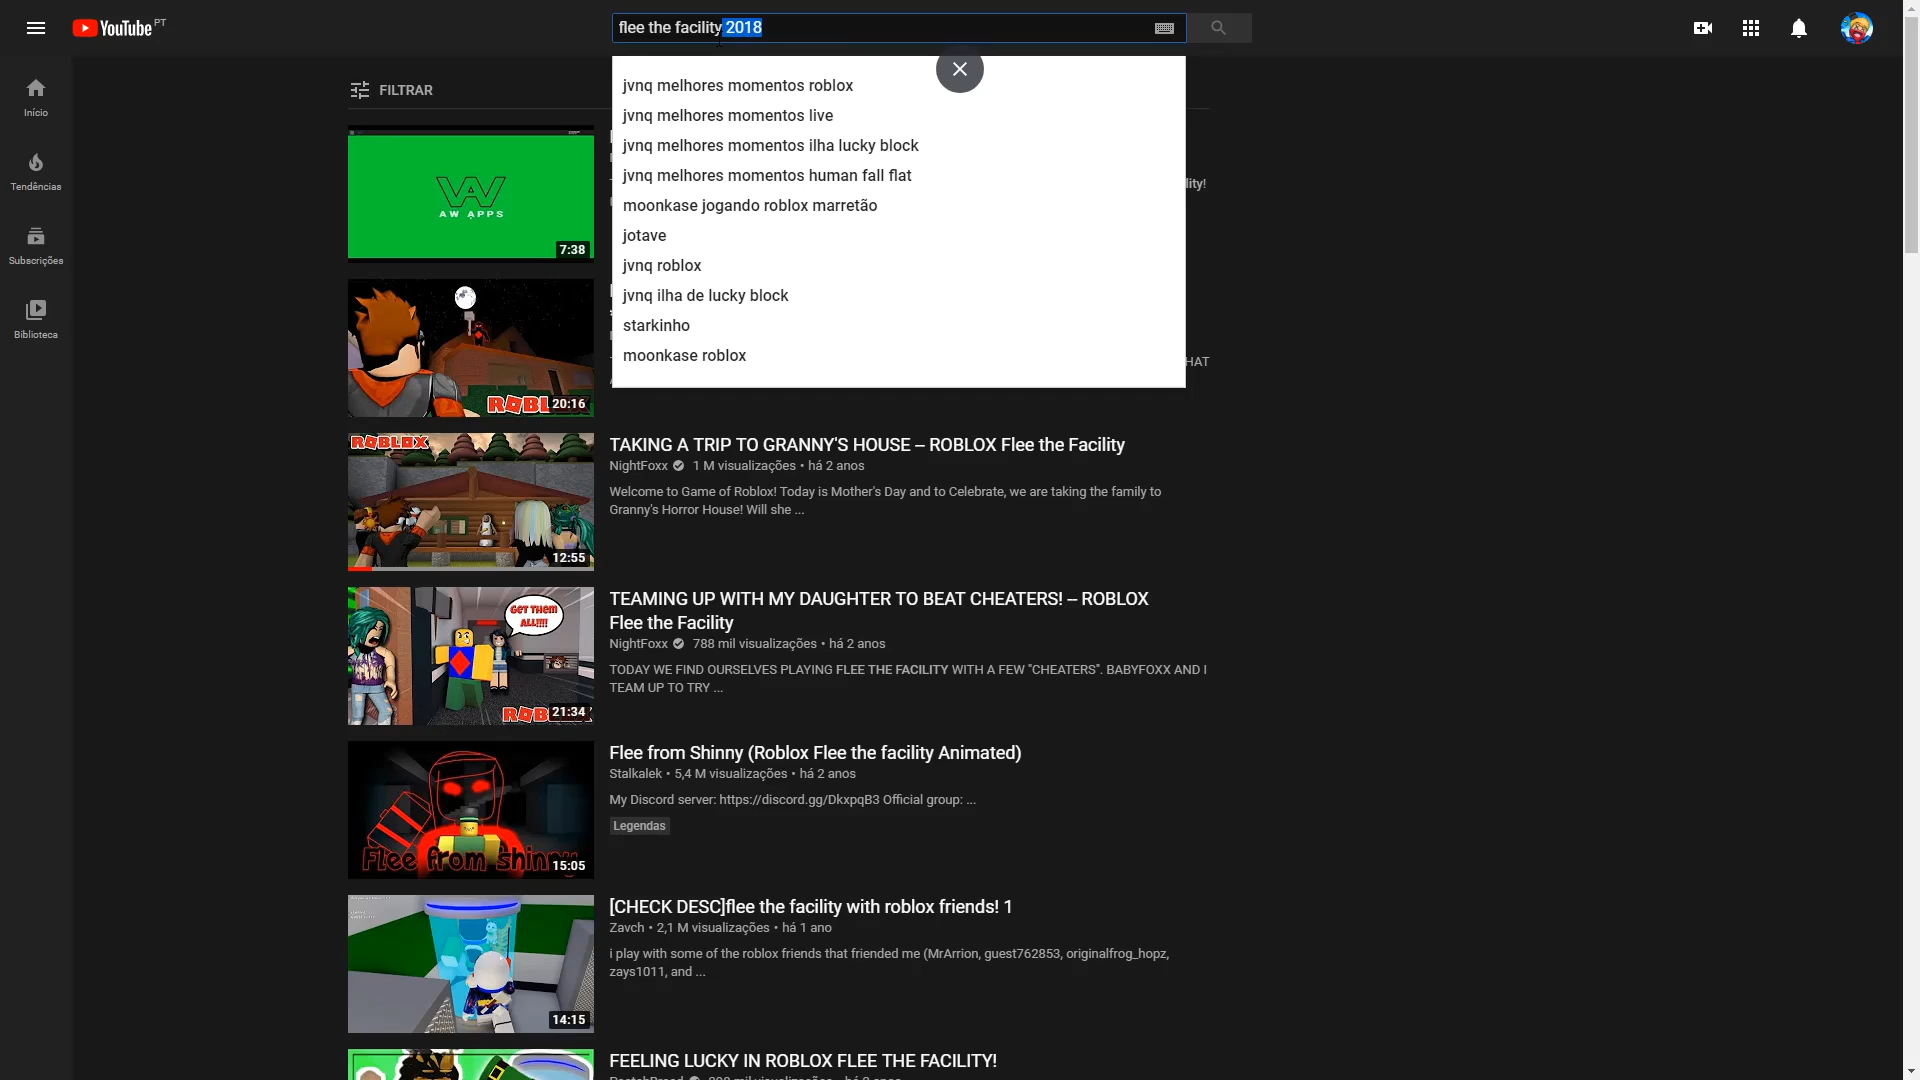 YouTube PT
flee the facility 2018
Início
Tendências
Subscrições
Biblioteca
FILTRAR
jvnq melhores momentos roblox
jvnq melhores momentos live
jvnq melhores momentos ilha lucky block
jvnq melhores momentos human fall flat
moonkase jogando roblox marretão
jotave
jvnq roblox
jvnq ilha de lucky block
starkinho
moonkase roblox
AW APPS
7:38
lity!
ROBL
20:16
HAT
ROBLOX
12:55
TAKING A TRIP TO GRANNY'S HOUSE -- ROBLOX Flee the Facility
NightFoxx 1 M visualizações • há 2 anos
Welcome to Game of Roblox! Today is Mother's Day and to Celebrate, we are taking the family to
Granny's Horror House! Will she ...
GET THEM
ALL!!!!
ROB
21:34
TEAMING UP WITH MY DAUGHTER TO BEAT CHEATERS! -- ROBLOX
Flee the Facility
NightFoxx 788 mil visualizações • há 2 anos
TODAY WE FIND OURSELVES PLAYING FLEE THE FACILITY WITH A FEW "CHEATERS". BABYFOXX AND I
TEAM UP TO TRY ...
Flee from Shinny
15:05
Flee from Shinny (Roblox Flee the facility Animated)
Stalkalek • 5,4 M visualizações • há 2 anos
My Discord server: https://discord.gg/DkxpqB3 Official group: ...
Legendas
14:15
[CHECK DESC]flee the facility with roblox friends! 1
Zavch • 2,1 M visualizações • há 1 ano
i play with some of the roblox friends that friended me (MrArrion, guest762853, originalfrog_hopz,
zays1011, and ...
FEELING LUCKY IN ROBLOX FLEE THE FACILITY!